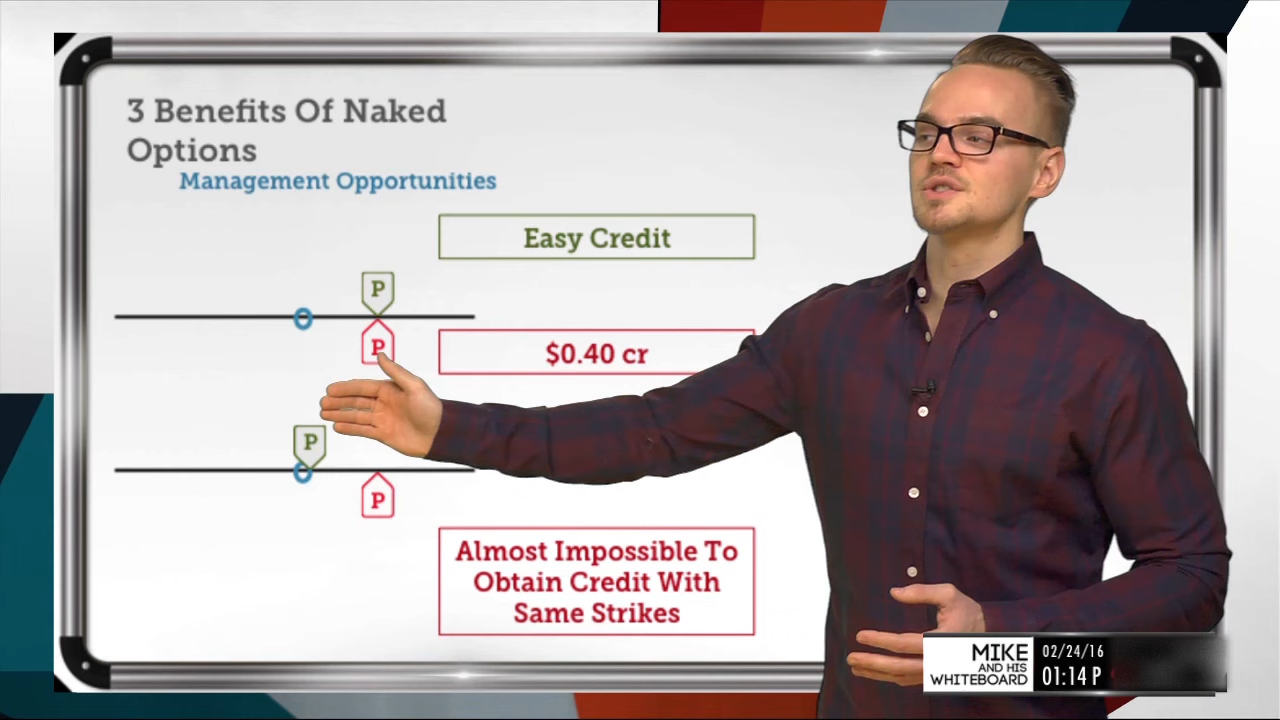 3 Benefits Of Naked
Options
Management Opportunities
Easy Credit
P
P
$0.40 cr
P
P
Almost Impossible To
Obtain Credit With
Same Strikes
MIKE
AND HIS
WHITEBOARD
02/24/16
01:14 P